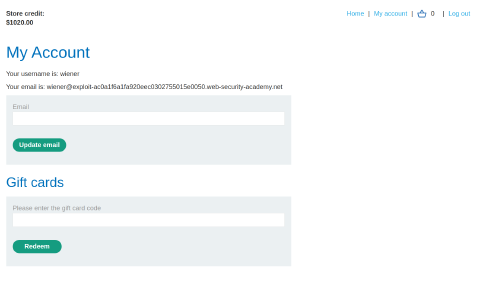 Store credit:
$1020.00
Home | My account | 0 | Log out
My Account
Your username is: wiener
Your email is: wiener@exploit-ac0a1f6a1fa920eec0302755015e0050.web-security-academy.net
Email
Update email
Gift cards
Please enter the gift card code
Redeem